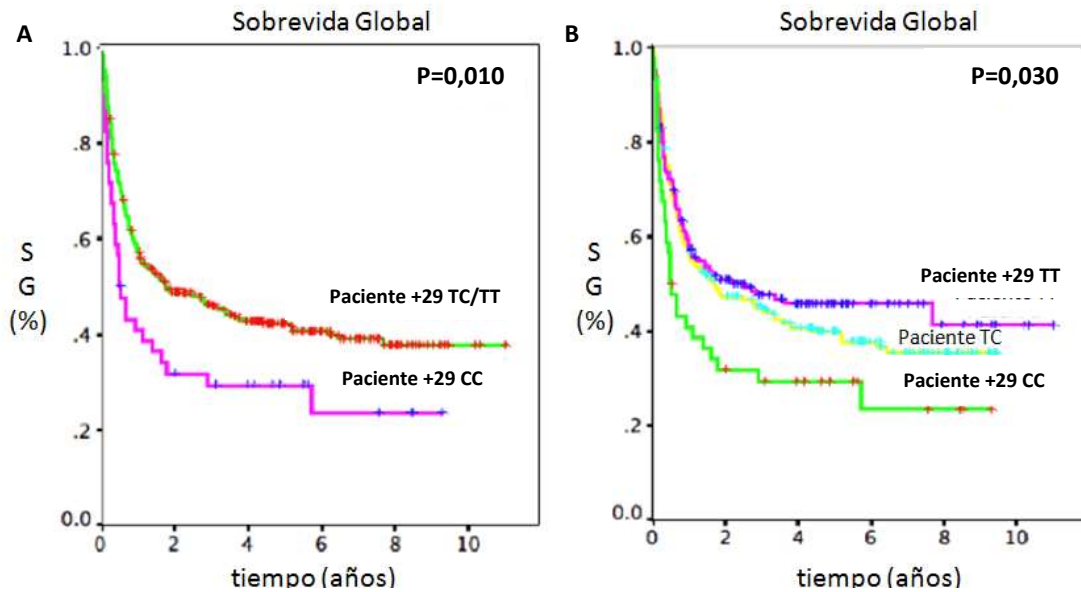 A
Sobrevida Global
P=0,010
1.0
.8
.6
.4
.2
0.0
S
G
(%)
Paciente +29 TC/TT
Paciente +29 CC
0 2 4 6 8 10
tiempo (años)
B
Sobrevida Global
P=0,030
1.0
.8
.6
.4
.2
0.0
S
G
(%)
Paciente +29 TT
Paciente TC
Paciente +29 CC
0 2 4 6 8 10
tiempo (años)